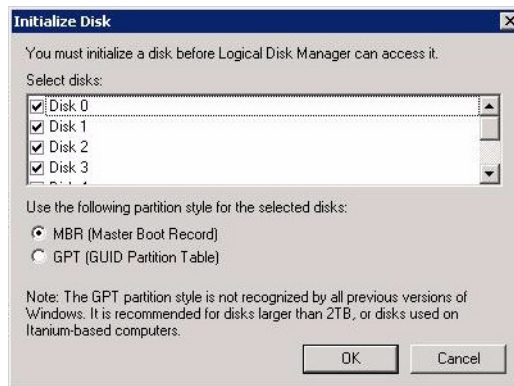 Initialize Disk
You must initialize a disk before Logical Disk Manager can access it.
Select disks:
Disk 0
Disk 1
Disk 2
Disk 3
Use the following partition style for the selected disks:
MBR (Master Boot Record)
GPT (GUID Partition Table)
Note: The GPT partition style is not recognized by all previous versions of
Windows. It is recommended for disks larger than 2TB, or disks used on
Itanium-based computers.
OK
Cancel